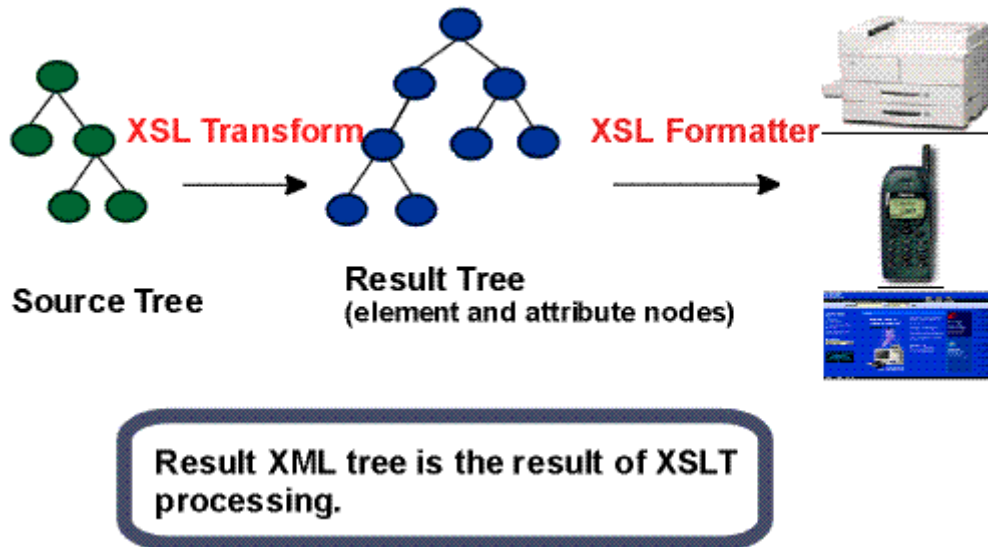 XSL Transform
XSL Formatter
Source Tree
Result Tree
(element and attribute nodes)
Result XML tree is the result of XSLT
processing.